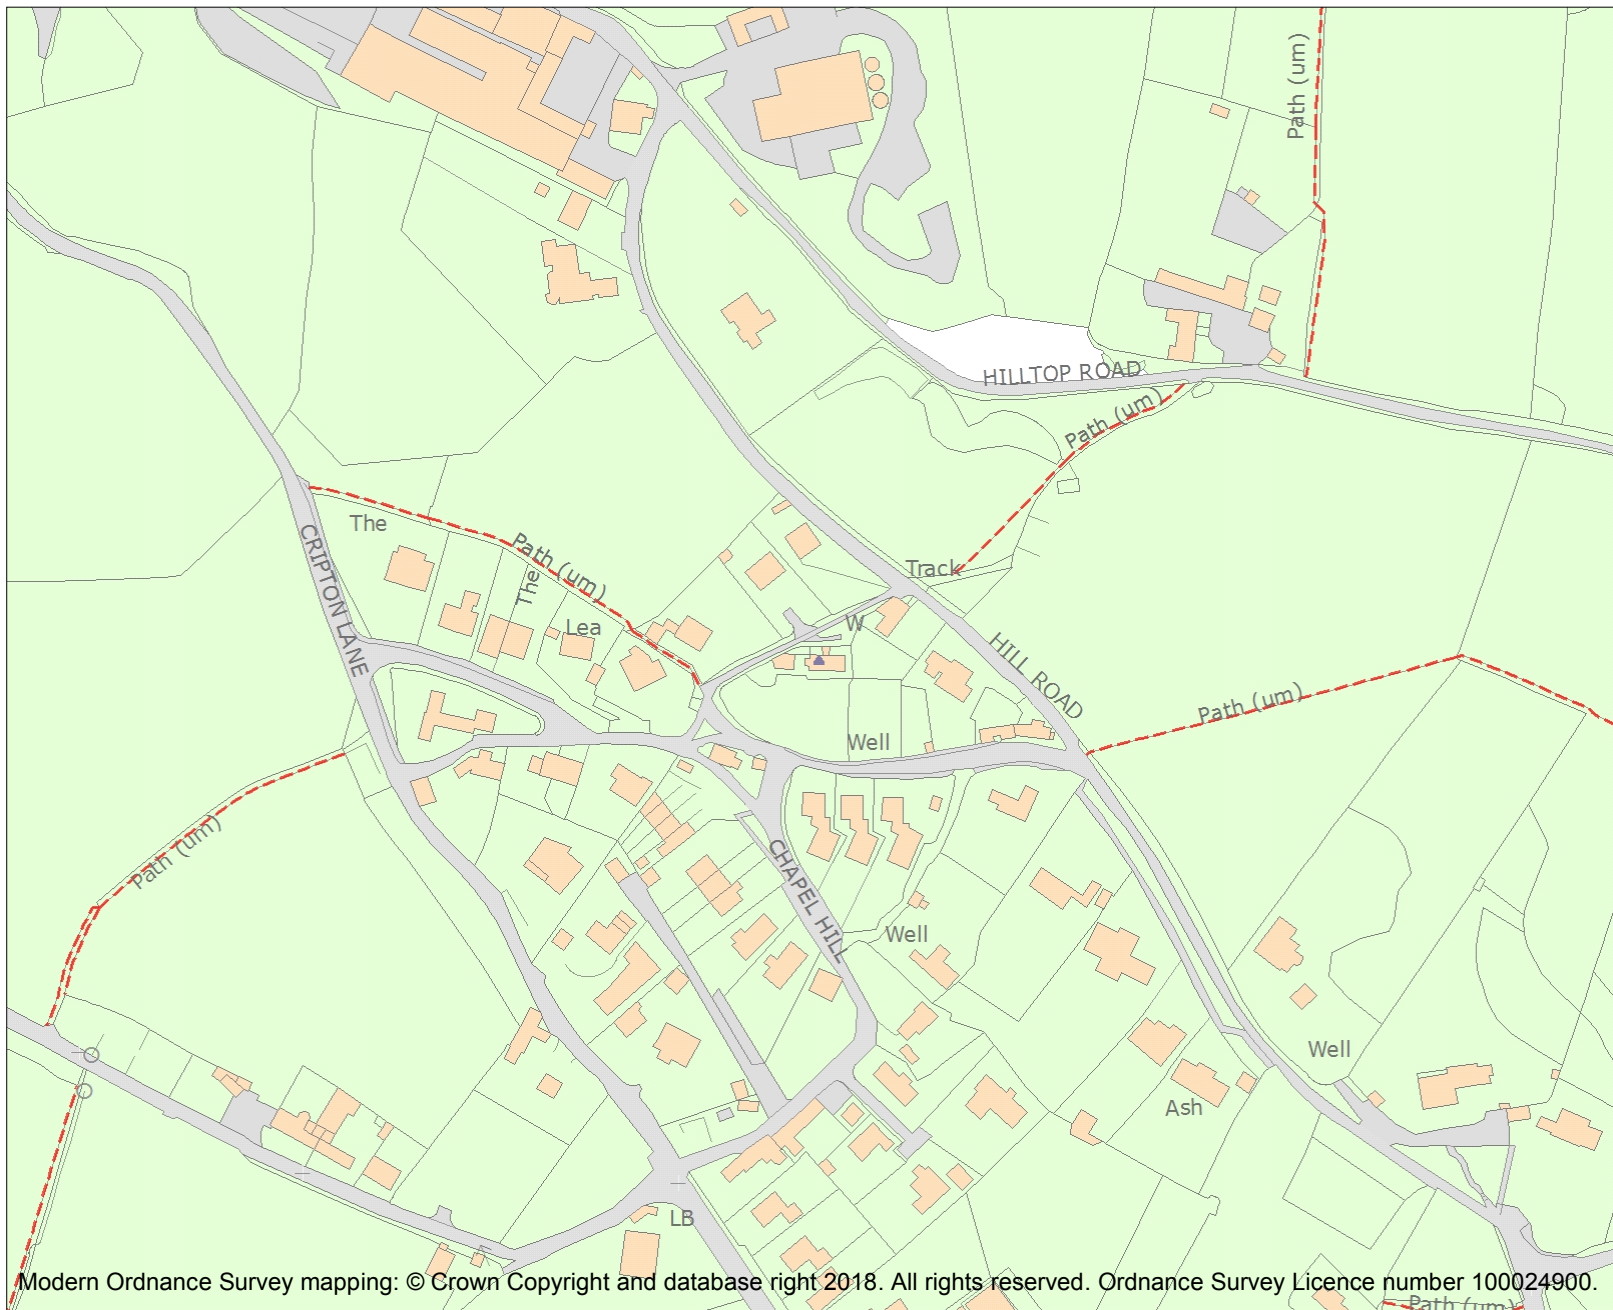 Path (um)
HILLTOP ROAD
Path (um)
The
CRIPTON LANE
Path (um)
The
Lea
Track
W
HILL ROAD
Path (um)
Well
Path (um)
CHAPEL HILL
Well
Well
Ash
LB
Modern Ordnance Survey mapping: © Crown Copyright and database right 2018. All rights reserved. Ordnance Survey Licence number 100024900.
Path (um)